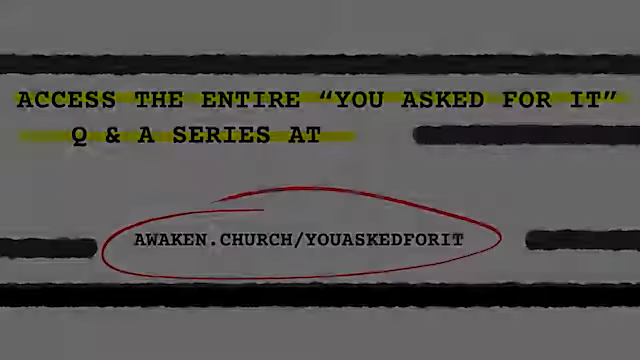 ACCESS THE ENTIRE “YOU ASKED FOR IT”
Q & A SERIES AT
AWAKEN.CHURCH/YOUASKEDFORIT